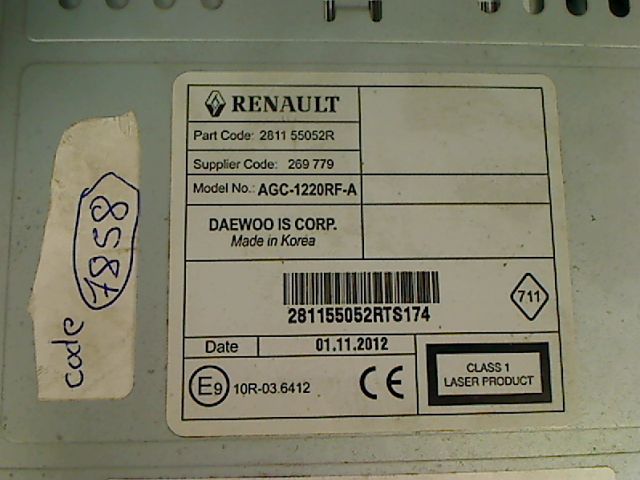 code 7858
RENAULT
Part Code: 2811 55052R
Supplier Code: 269 779
Model No.: AGC-1220RF-A
DAEWOO IS CORP.
Made in Korea
281155052RTS174
711
Date 01.11.2012
E9 10R-03.6412 CE
CLASS 1
LASER PRODUCT